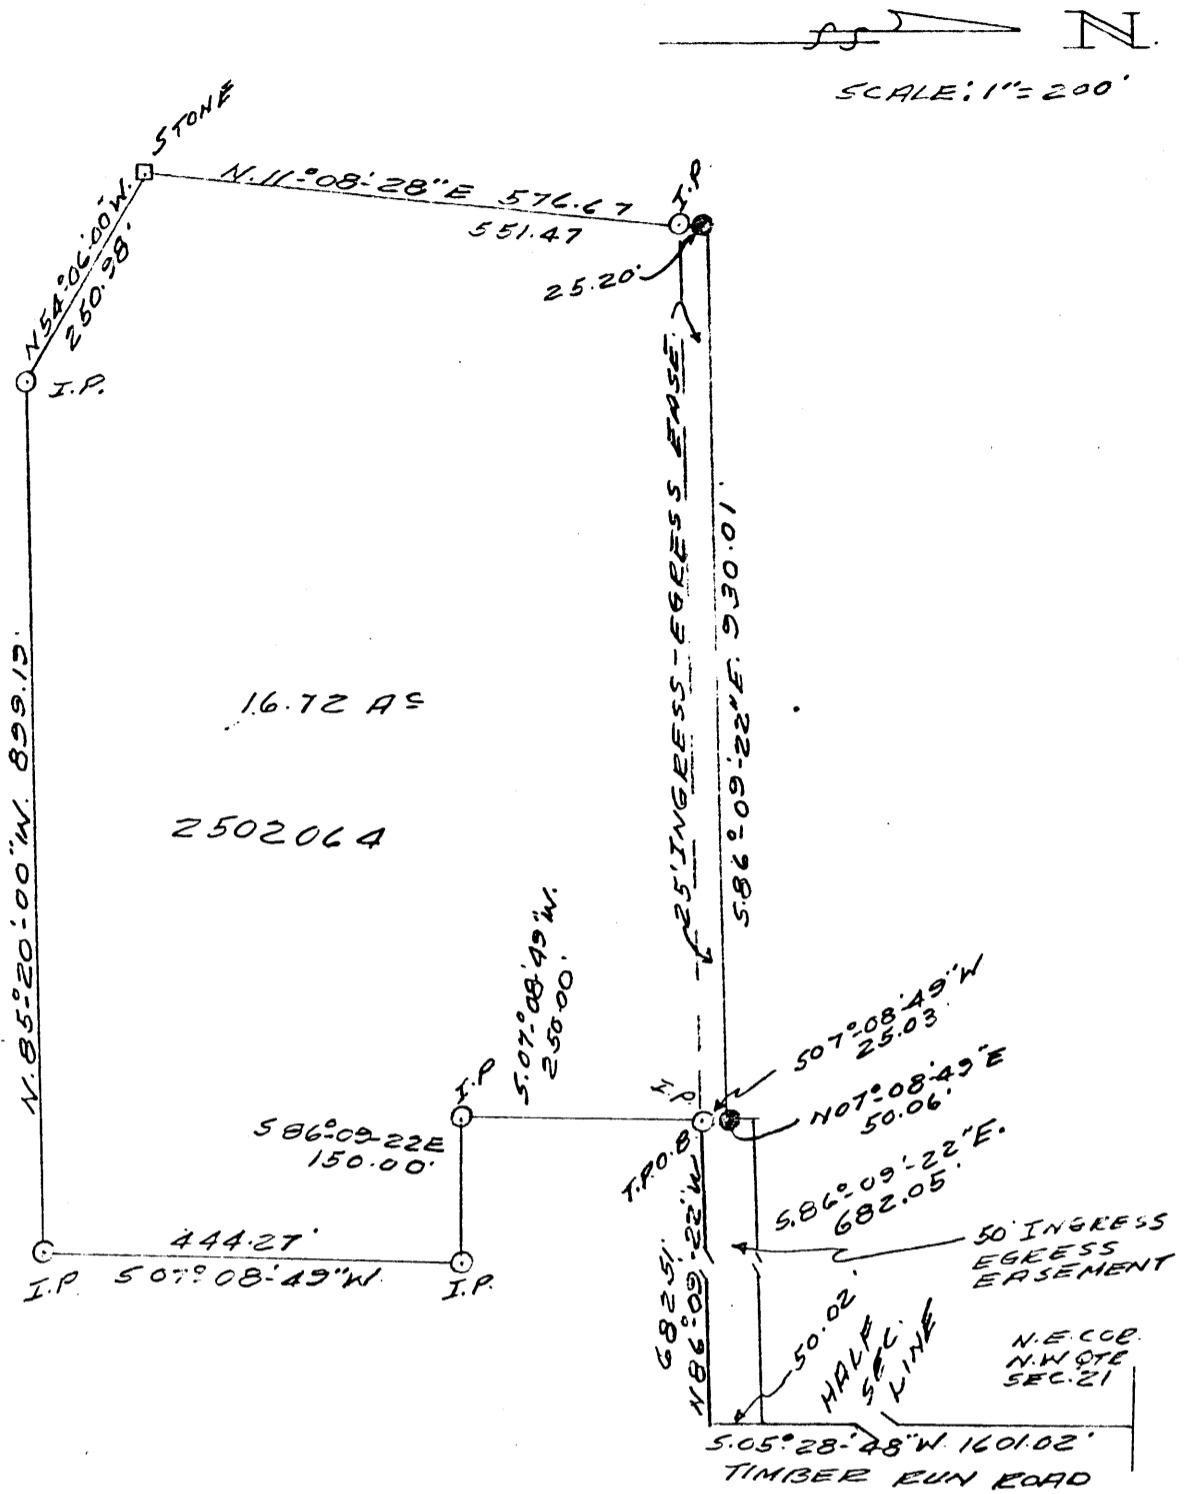 N.
SCALE: 1"= 200'
STONE
N.11°-08'-28"E 576.67
551.47
I.P.
25.20'
N54°-06'-00"W.
250.98'
I.P.
25' INGRESS-EGRESS EASE.
S.86°-09'-22"E. 930.01'
N.85°-20'-00"W. 899.19'
16.72 Ac
2502064
S.07°-08'-49"W.
250.00'
S07°-08'-49"W
25.03'
N07°-08'-49"E
50.06'
I.P.
I.P.
T.P.O.B
S86°-09-22E
150.00'
S.86°-09'-22"E.
682.05'
50' INGRESS
EGRESS
EASEMENT
444.27'
S07°08'-49"W.
I.P.
I.P.
682.51'
N86°-09'-22"W
50.02'
HALF
SEC.
LINE
N.E. COR.
N.W QTR
SEC. 21
S.05°28'-48"W. 1601.02'
TIMBER RUN ROAD